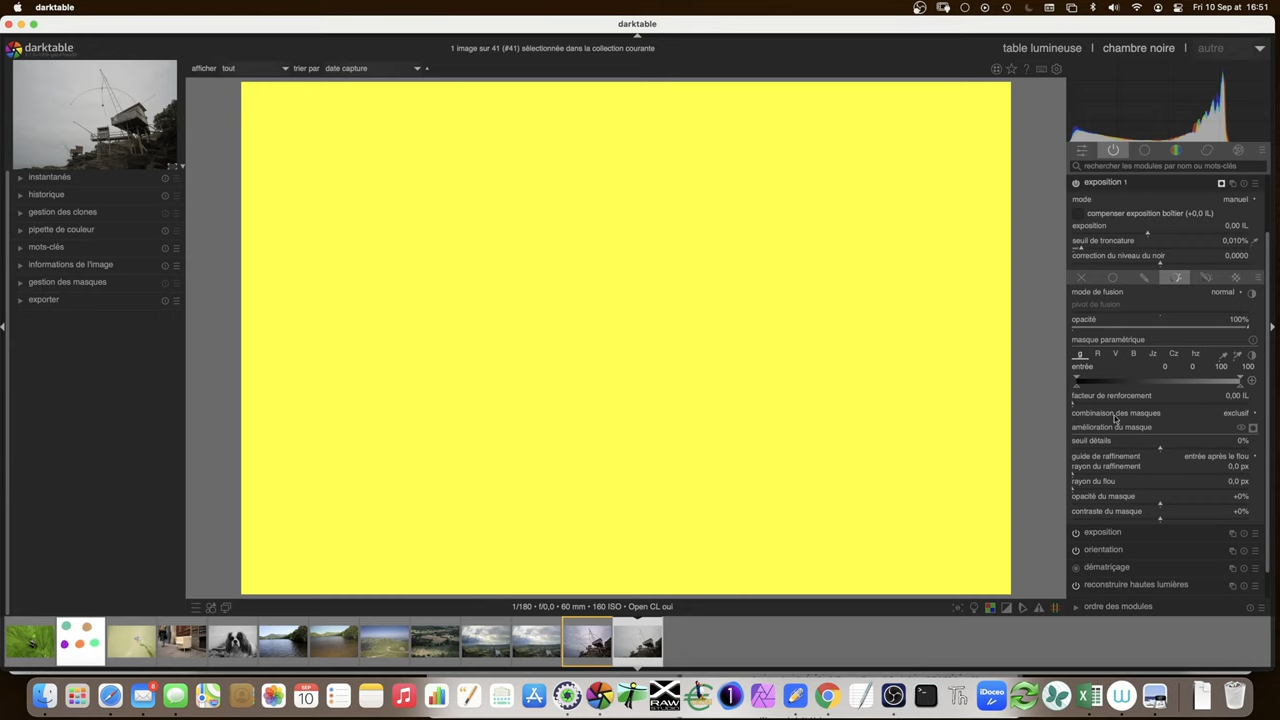 Fri 10 Sep at 16:51
darktable
darktable
1 image sur 41 (#41) sélectionnée dans la collection courante
table lumineuse
chambre noire
autre
afficher tout
trier par date capture
rechercher les modules par nom ou mots-clés
instantanés
historique
gestion des clones
pipette de couleur
mots-clés
informations de l'image
gestion des masques
exporter
exposition 1
mode manuel
compenser exposition boîtier (+0,0 IL)
exposition 0,00 IL
seuil de troncature 0,010%
correction du niveau du noir 0,0000
mode de fusion normal
pivot de fusion
opacité 100%
masque paramétrique
g R V B Jz Cz hz
entrée 0 0 100 100
facteur de renforcement 0,00 IL
combinaison des masques exclusif
amélioration du masque
seuil détails 0%
guide de raffinement entrée après le flou
rayon du raffinement 0,0 px
rayon du flou 0,0 px
opacité du masque +0%
contraste du masque +0%
exposition
orientation
dématriçage
reconstruire hautes lumières
ordre des modules
1/180 • f/0,0 • 60 mm • 160 ISO • Open CL oui
SEP
10
RAW
STUDIO
iDoceo